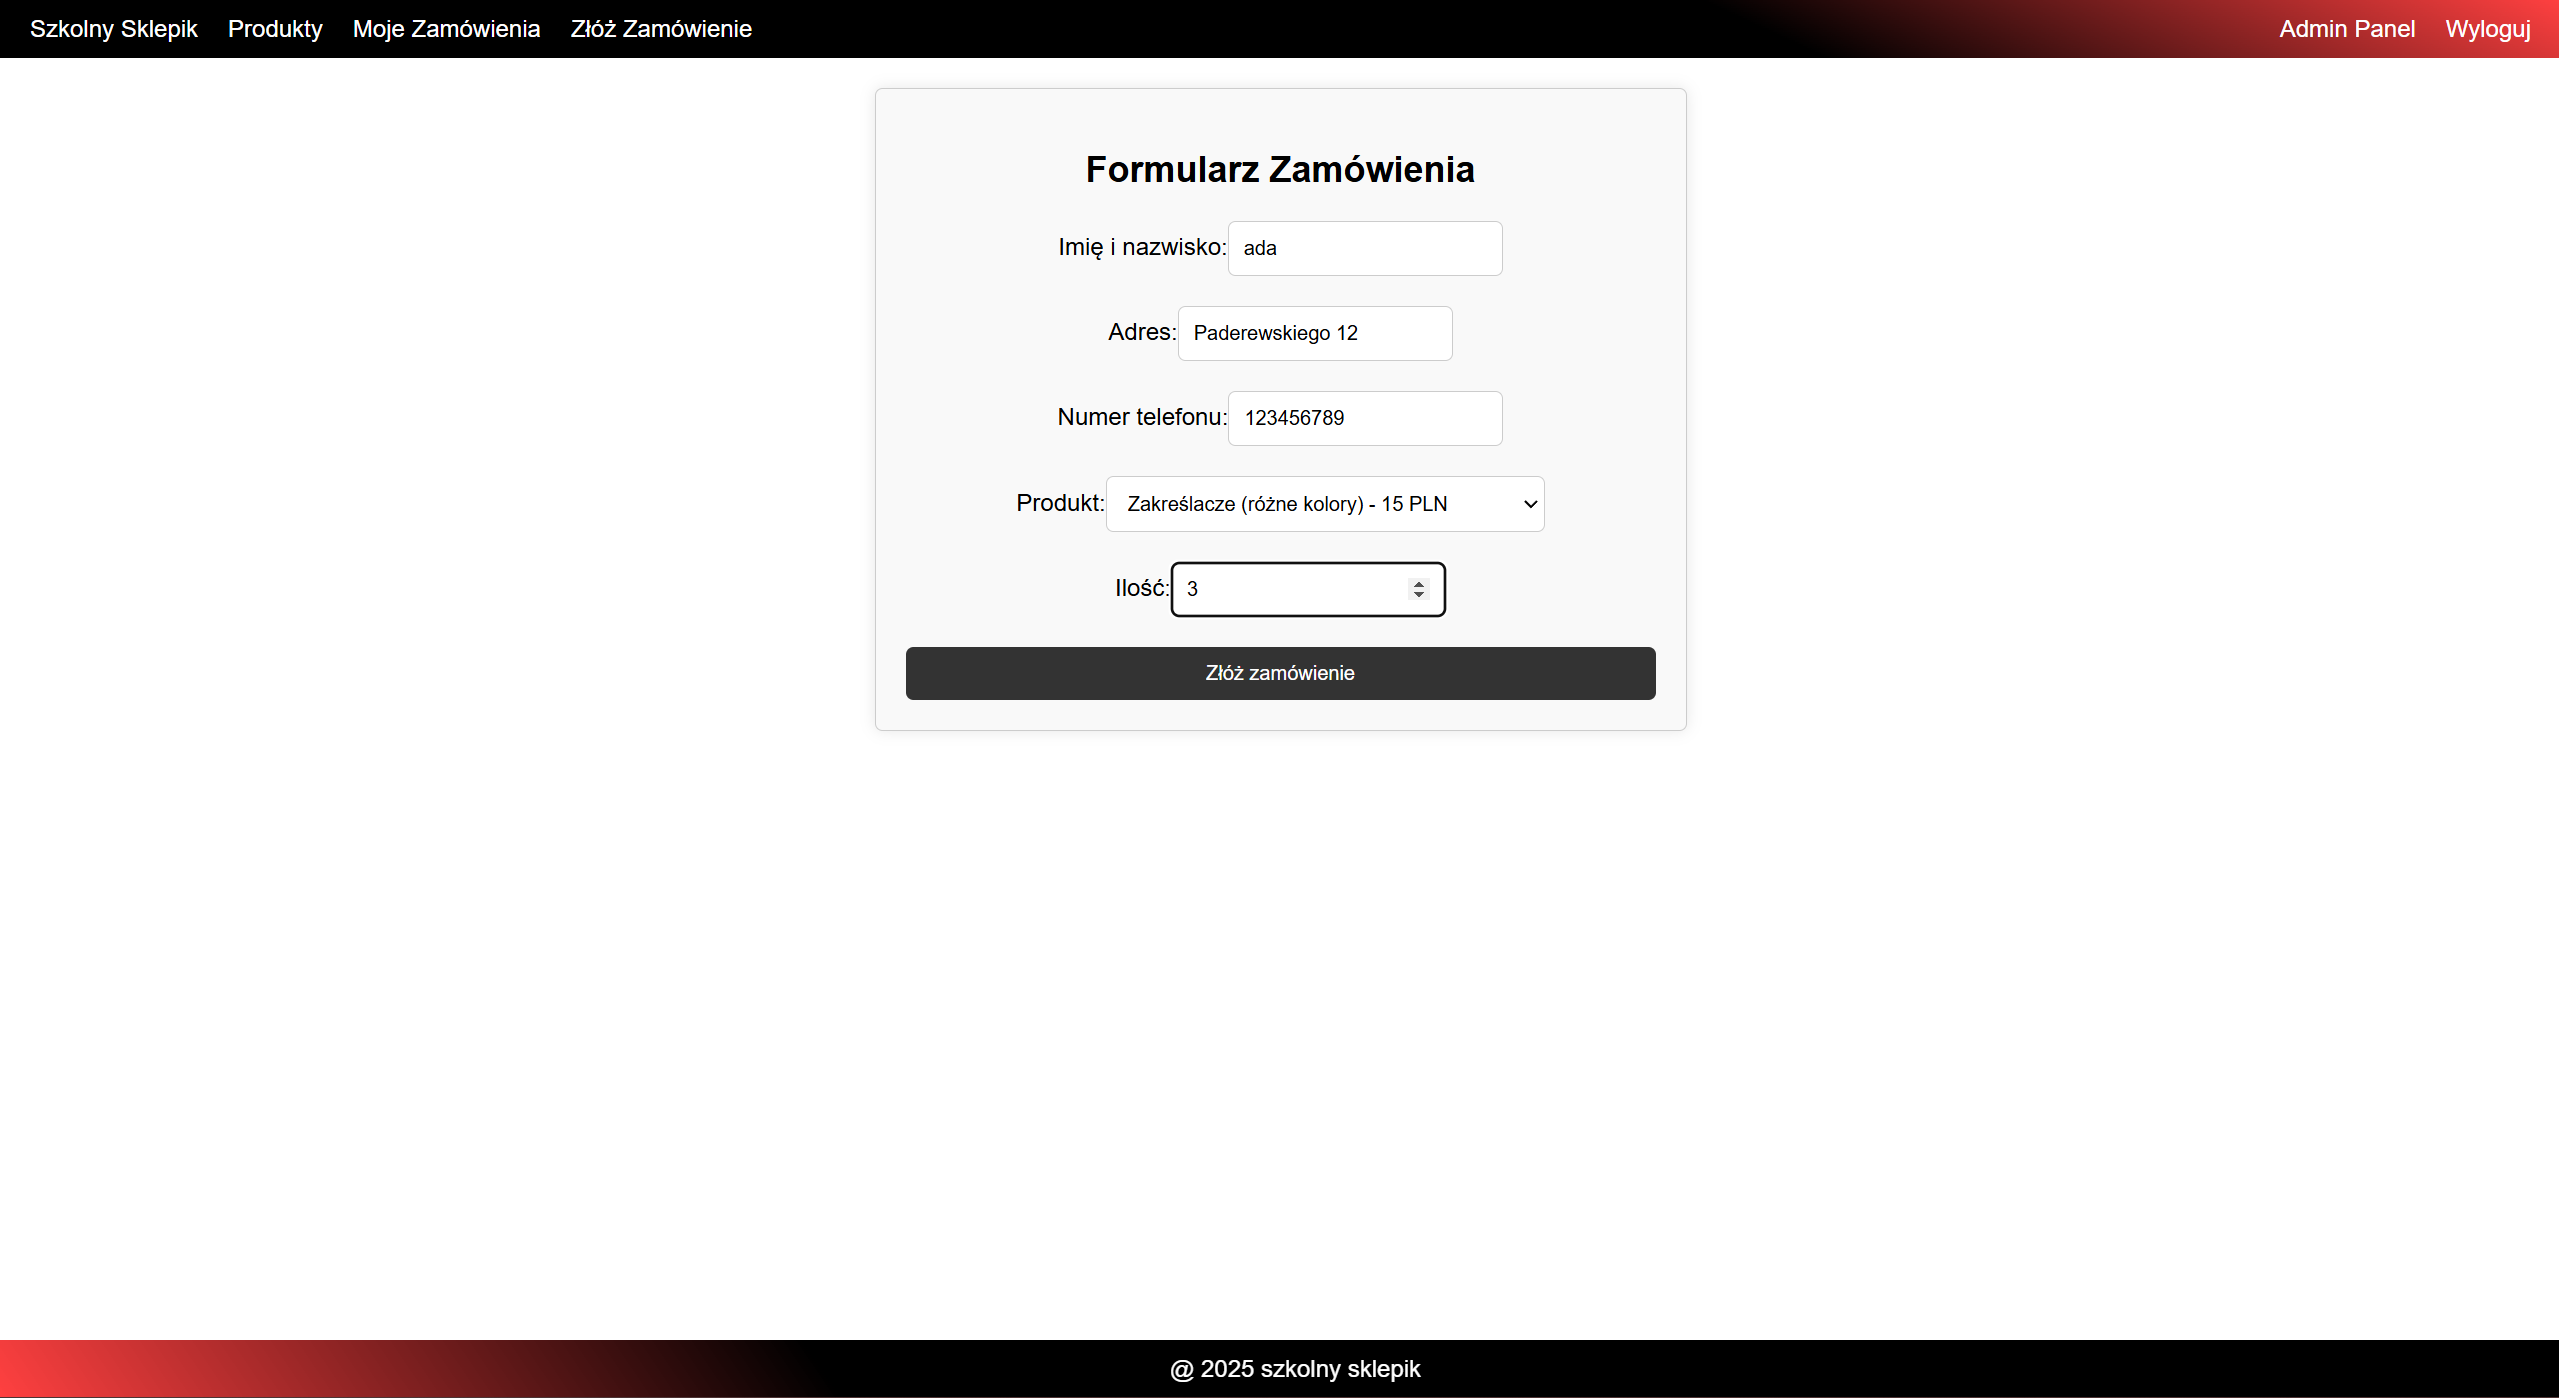 Szkolny Sklepik Produkty Moje Zamówienia Złóż Zamówienie Admin Panel Wyloguj
Formularz Zamówienia
Imię i nazwisko: ada
Adres: Paderewskiego 12
Numer telefonu: 123456789
Produkt: Zakreślacze (różne kolory) - 15 PLN
Ilość: 3
Złóż zamówienie
@ 2025 szkolny sklepik